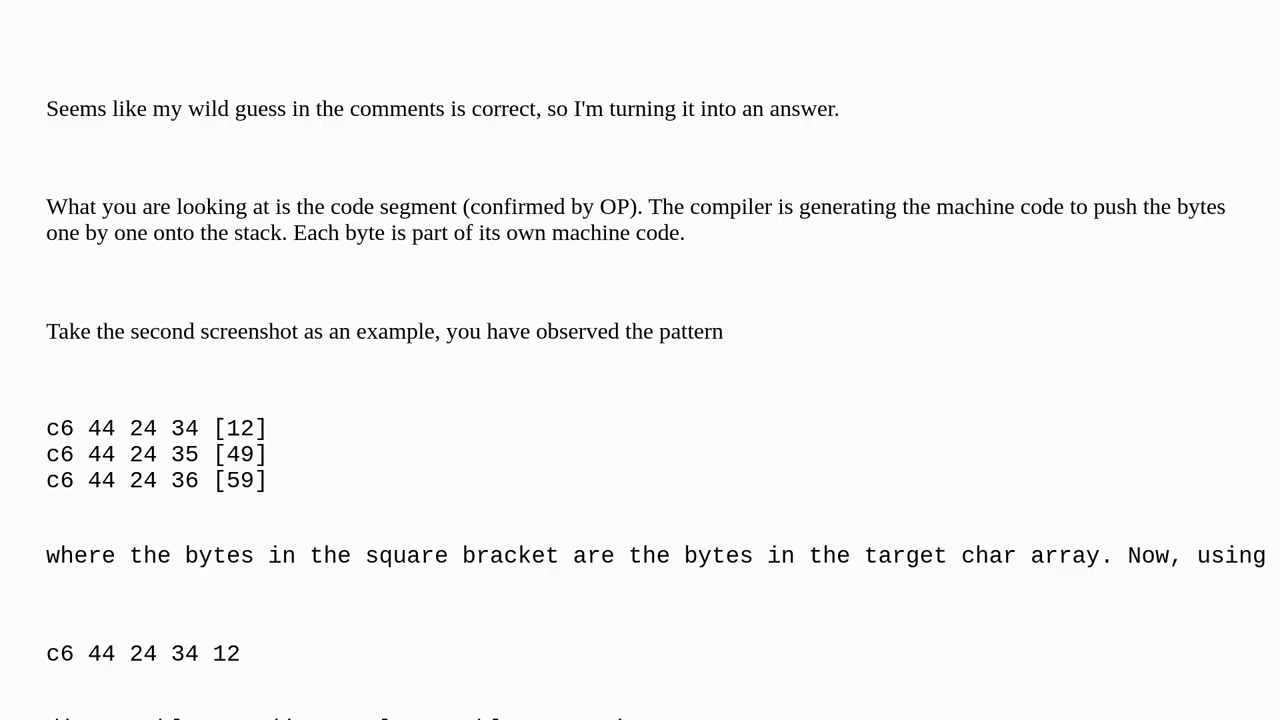 Seems like my wild guess in the comments is correct, so I'm turning it into an answer.
What you are looking at is the code segment (confirmed by OP). The compiler is generating the machine code to push the bytes
one by one onto the stack. Each byte is part of its own machine code.
Take the second screenshot as an example, you have observed the pattern
c6 44 24 34 [12]
c6 44 24 35 [49]
c6 44 24 36 [59]
where the bytes in the square bracket are the bytes in the target char array. Now, using
c6 44 24 34 12